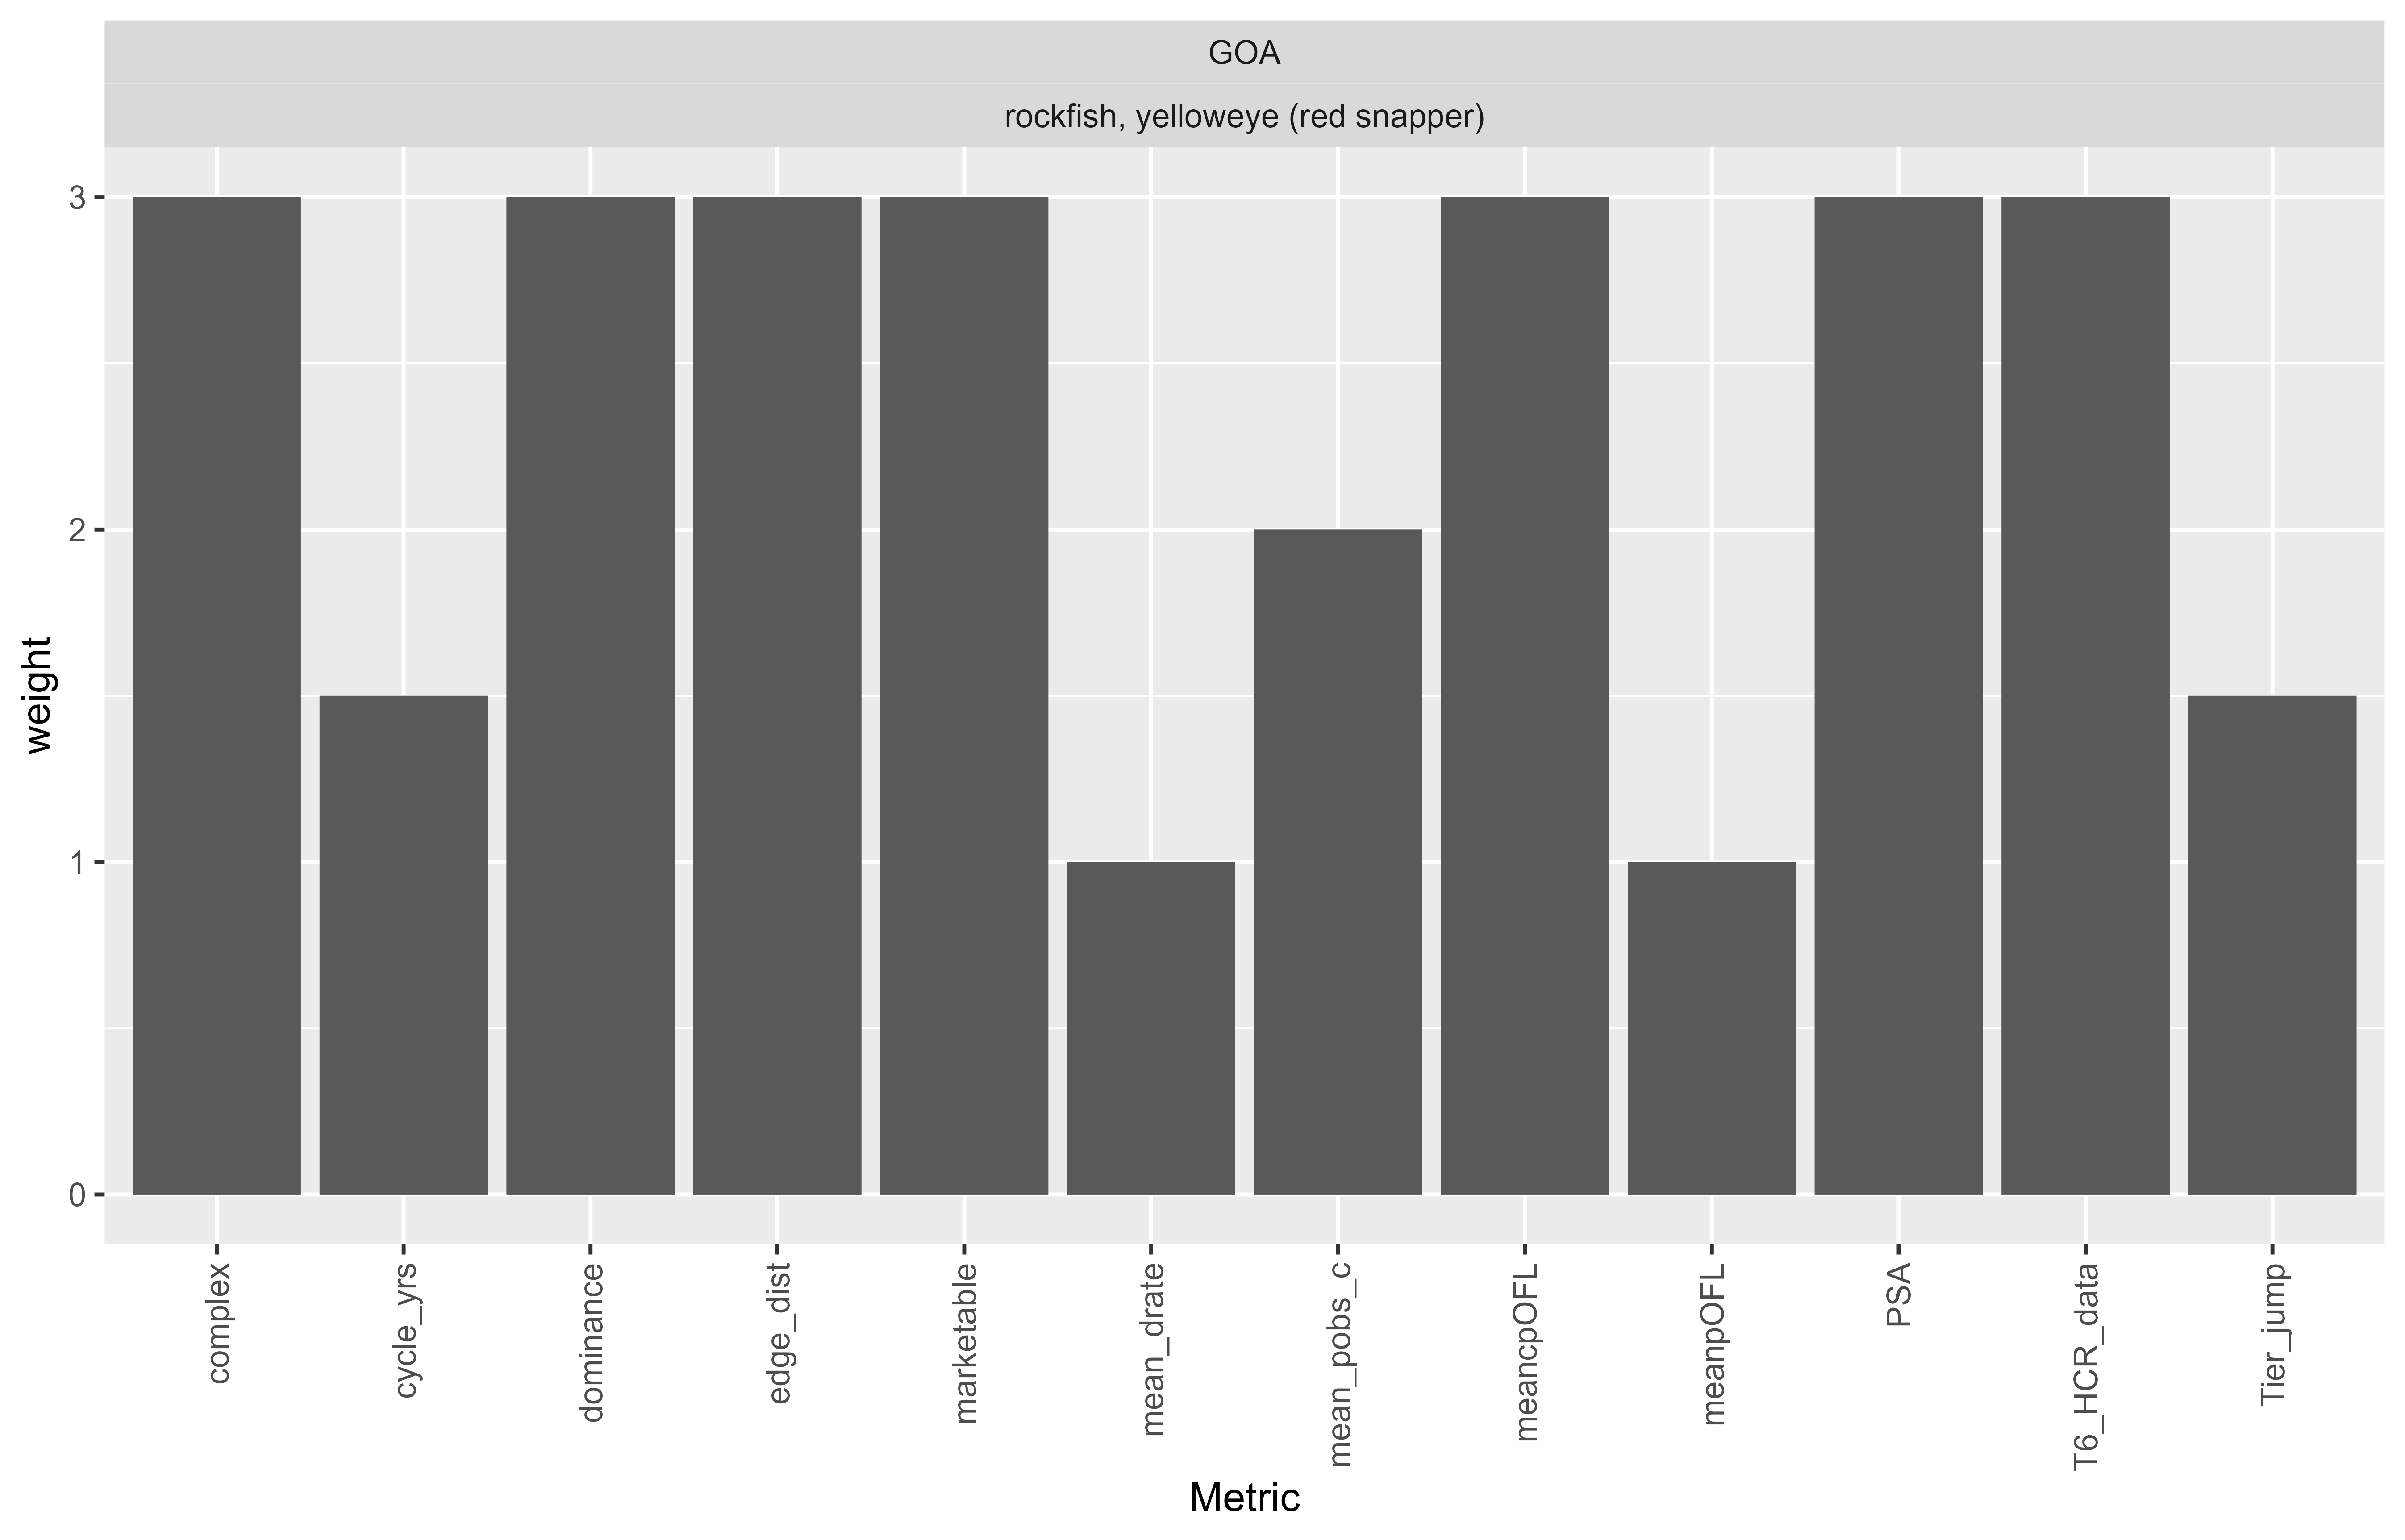 GOA
rockfish, yelloweye (red snapper)
3
2
1
0
weight
complex
cycle_yrs
dominance
edge_dist
marketable
mean_drate
mean_pobs_c
meancpOFL
meanpOFL
PSA
T6_HCR_data
Tier_jump
Metric